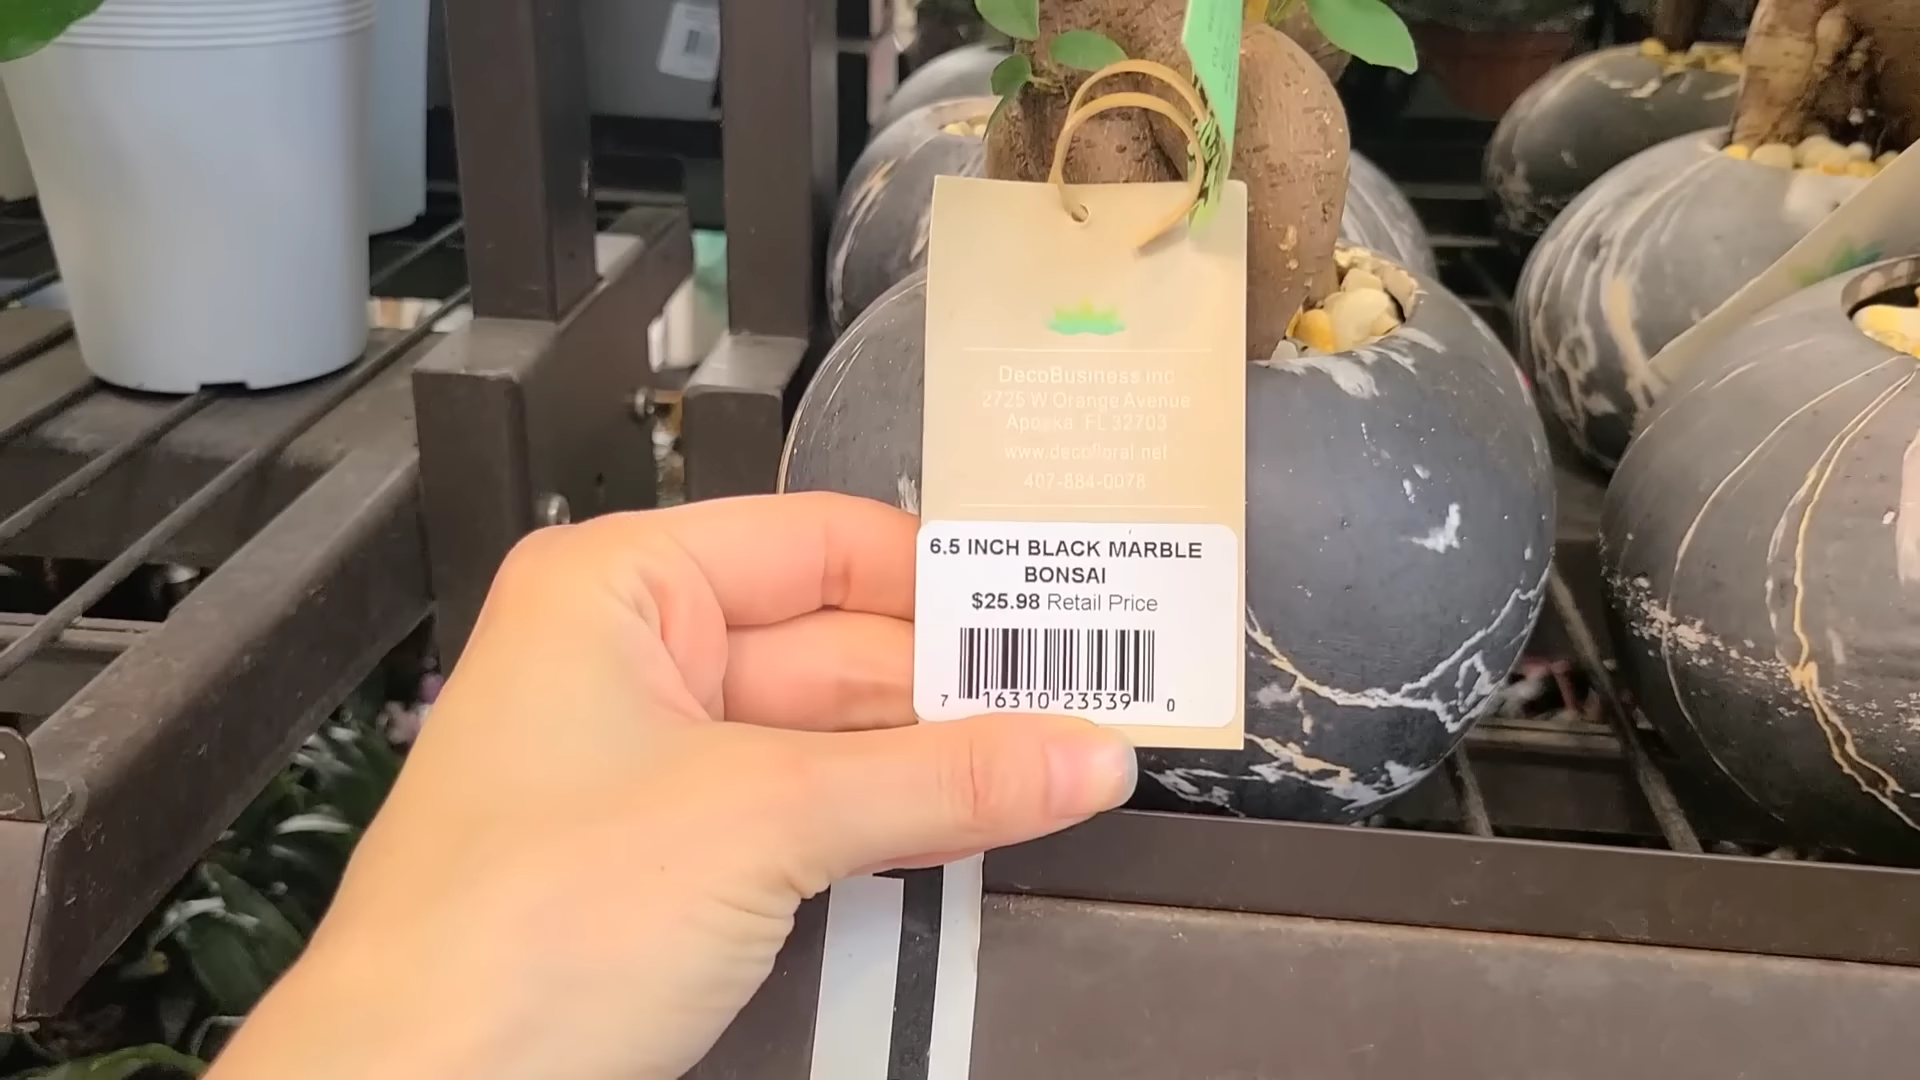 DecoBusiness inc
2725 W Orange Avenue
Apopka FL 32703
www.decofloral.net
407-884-0078
6.5 INCH BLACK MARBLE
BONSAI
$25.98 Retail Price
7 16310 23539 0